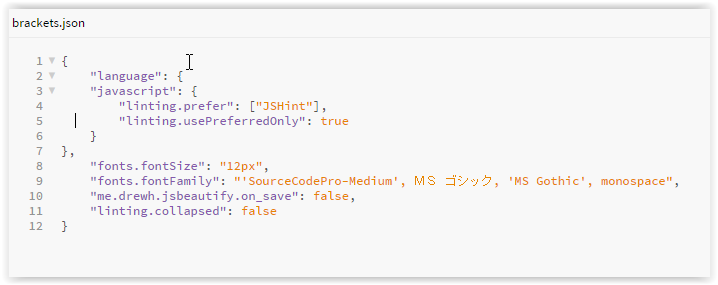 brackets.json
1 {
2     "language": {
3     "javascript": {
4         "linting.prefer": ["JSHint"],
5         "linting.usePreferredOnly": true
6     }
7 },
8     "fonts.fontSize": "12px",
9     "fonts.fontFamily": "'SourceCodePro-Medium', ＭＳ ゴシック, 'MS Gothic', monospace",
10     "me.drewh.jsbeautify.on_save": false,
11     "linting.collapsed": false
12 }